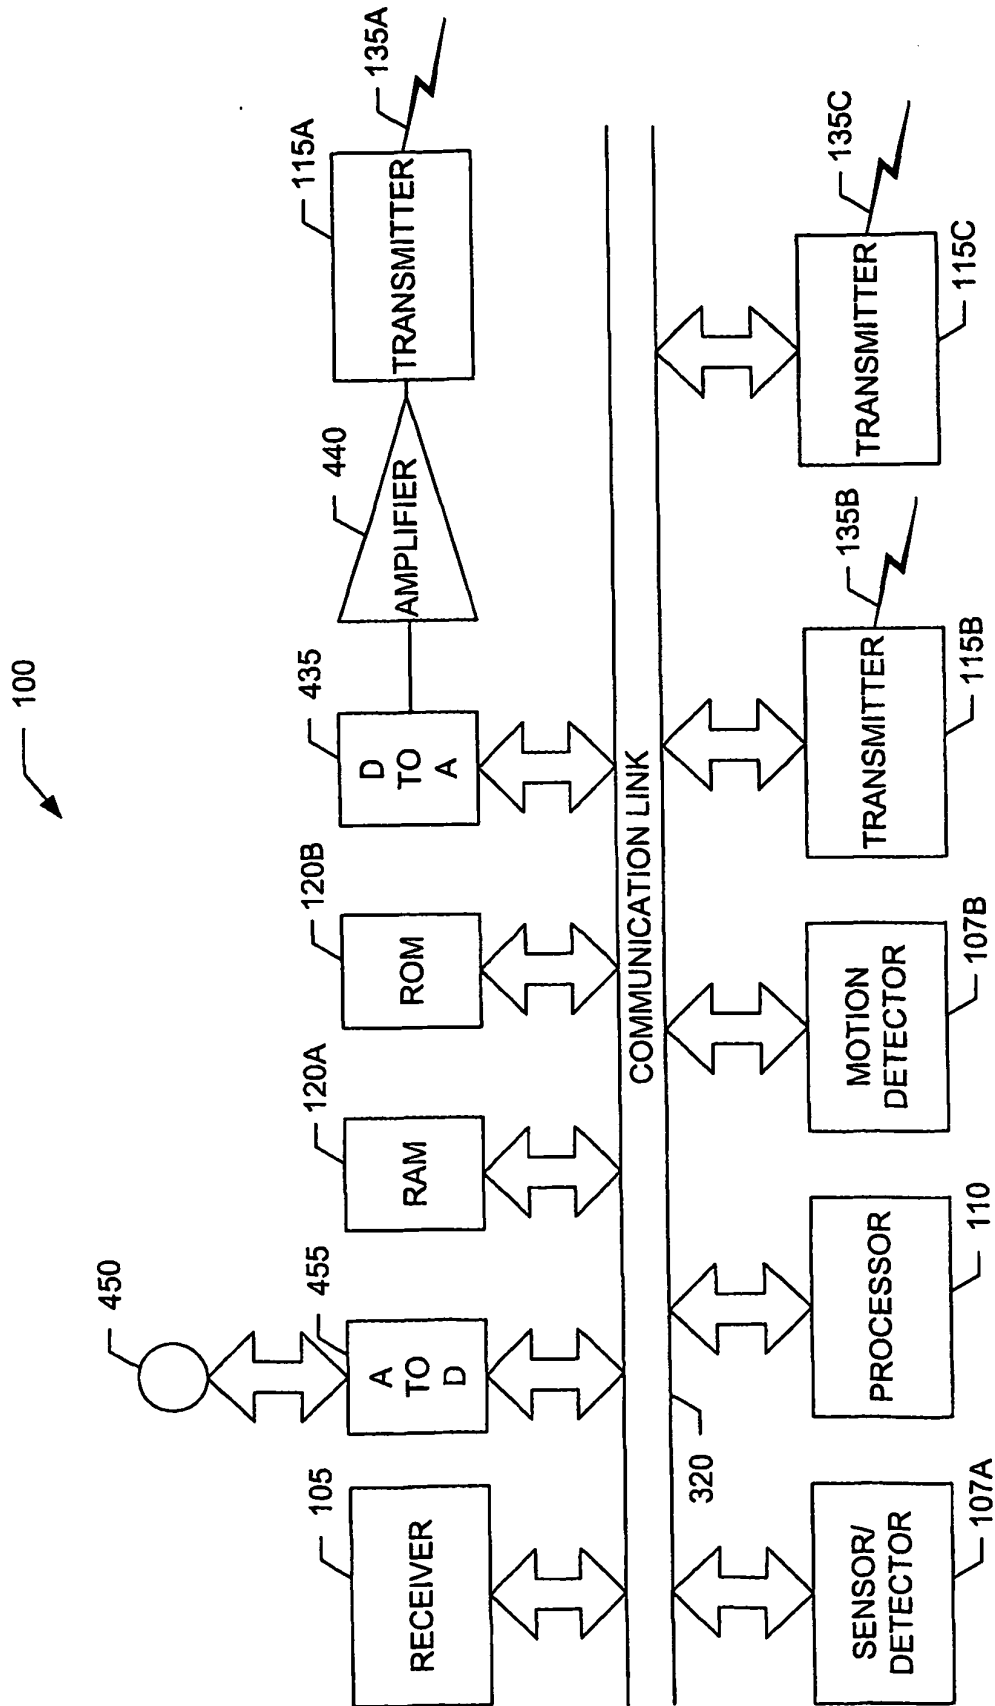 100
450
105
455
120A
120B
435
440
115A
135A
RECEIVER
A
TO
D
RAM
ROM
D
TO
A
AMPLIFIER
TRANSMITTER
COMMUNICATION LINK
320
SENSOR/
DETECTOR
PROCESSOR
MOTION
DETECTOR
TRANSMITTER
135B
TRANSMITTER
135C
107A
110
107B
115B
115C